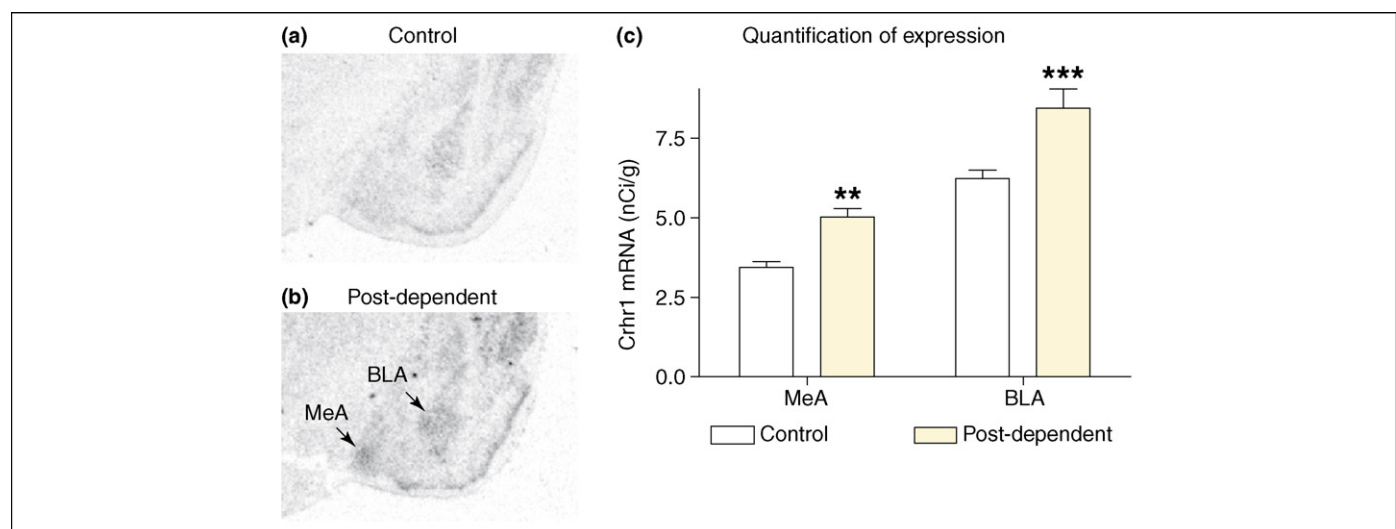 (a) Control
(b) Post-dependent
BLA
MeA
(c) Quantification of expression
Crhr1 mRNA (nCi/g)
7.5
5.0
2.5
0.0
**
***
MeA BLA
Control Post-dependent